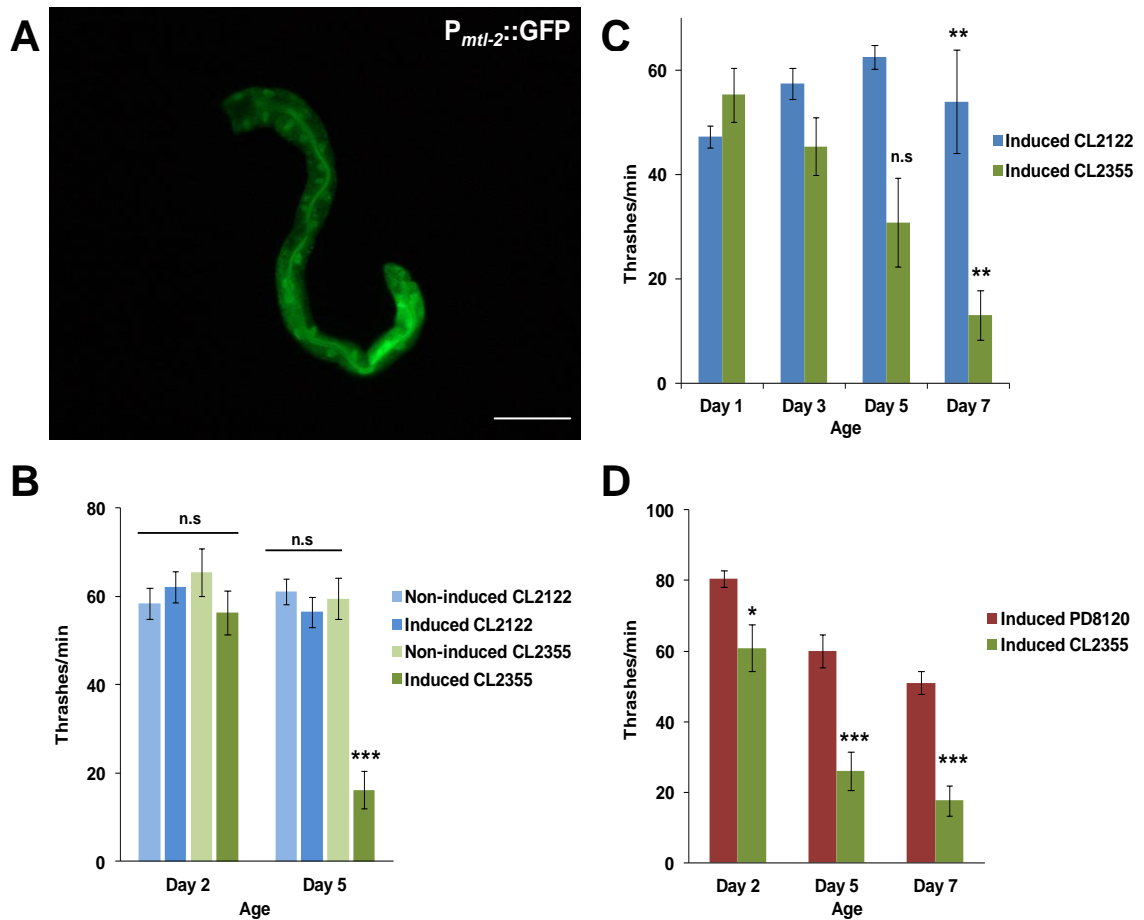 A
P mtl-2::GFP
C
**
60
n.s
40
20
**
0
Thrashes/min
Day 1 Day 3 Day 5 Day 7
Age
Induced CL2122
Induced CL2355
B
80
n.s
n.s
60
40
20
***
0
Thrashes/min
Day 2 Day 5
Age
Non-induced CL2122
Induced CL2122
Non-induced CL2355
Induced CL2355
D
100
80
*
60
40
***
***
20
0
Thrashes/min
Day 2 Day 5 Day 7
Age
Induced PD8120
Induced CL2355